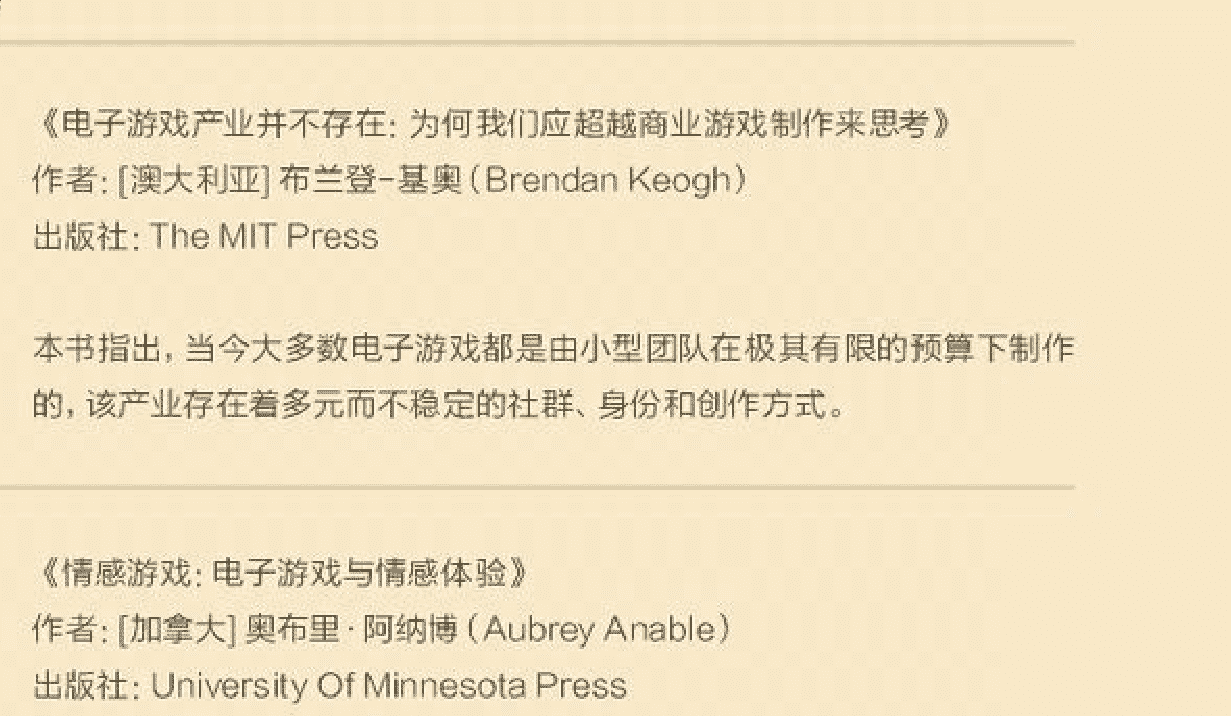 《电子游戏产业并不存在：为何我们应超越商业游戏制作来思考》
作者：[澳大利亚] 布兰登-基奥（Brendan Keogh）
出版社：The MIT Press
本书指出，当今大多数电子游戏都是由小型团队在极其有限的预算下制作
的，该产业存在着多元而不稳定的社群、身份和创作方式。
《情感游戏：电子游戏与情感体验》
作者：[加拿大] 奥布里·阿纳博（Aubrey Anable）
出版社：University Of Minnesota Press